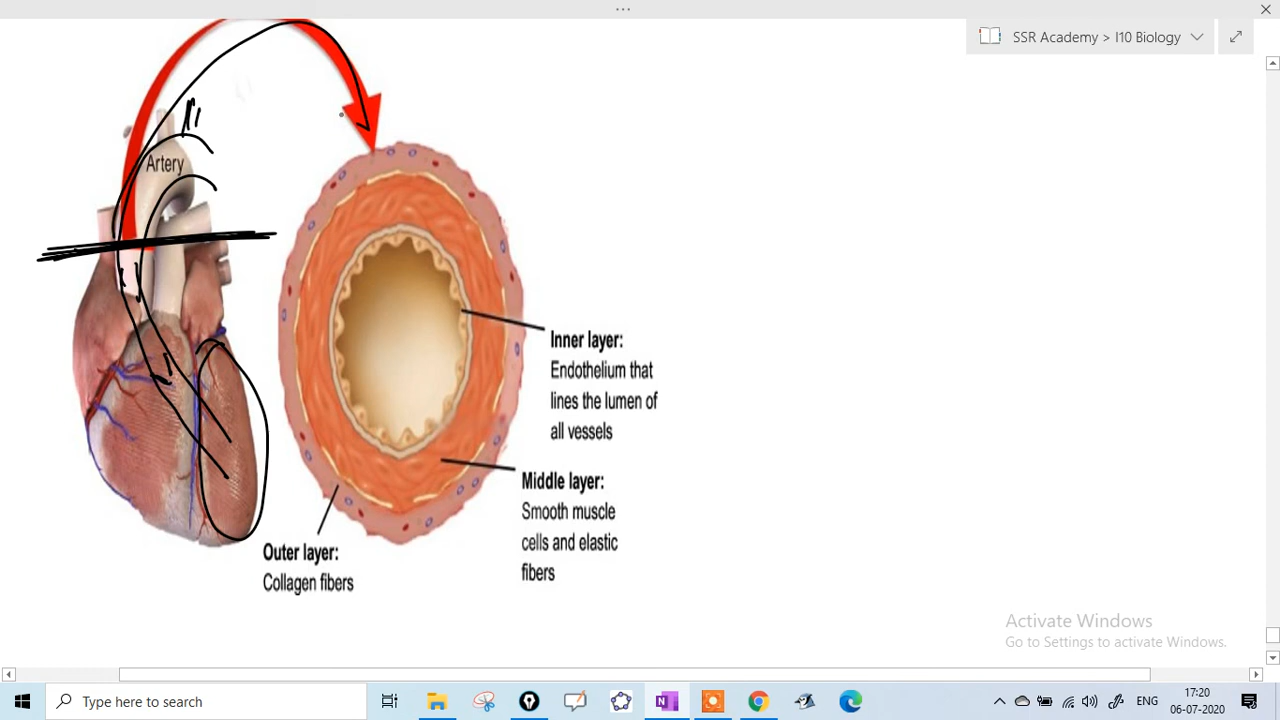 SSR Academy > I10 Biology
Artery
Inner layer:
Endothelium that
lines the lumen of
all vessels
Middle layer:
Smooth muscle
cells and elastic
fibers
Outer layer:
Collagen fibers
Activate Windows
Go to Settings to activate Windows.
Type here to search
ENG
17:20
06-07-2020